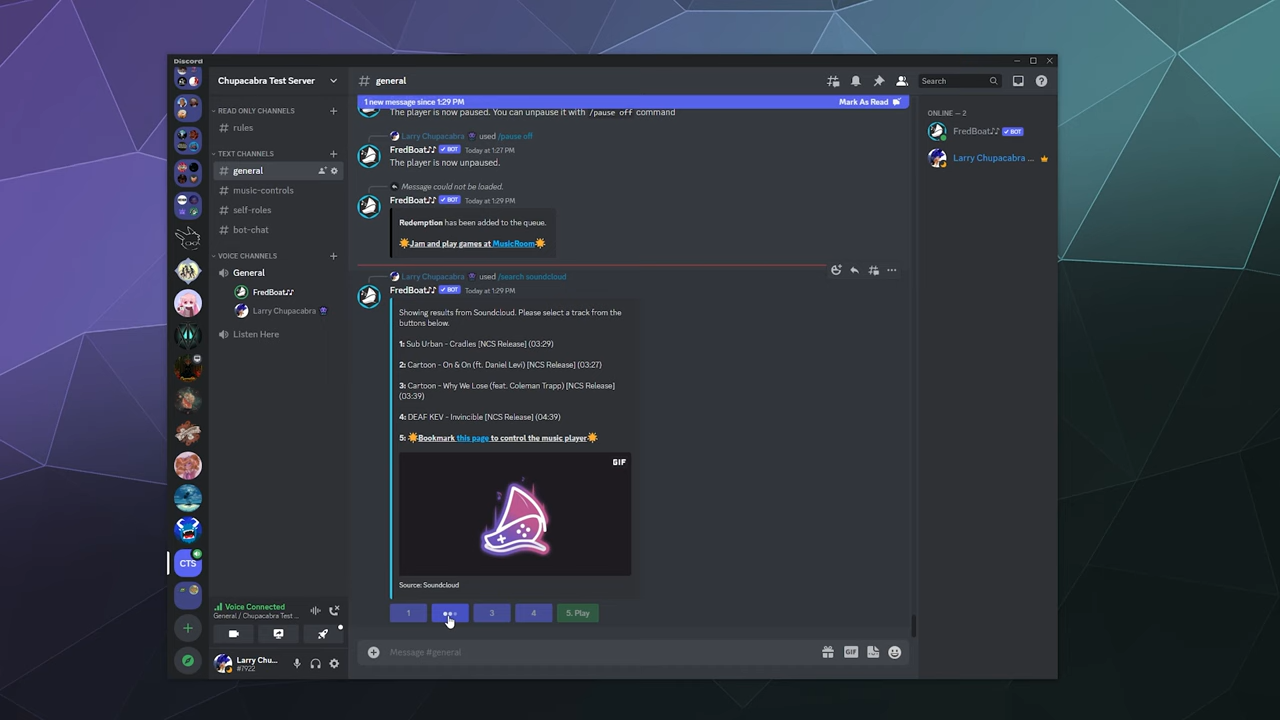 Discord
Chupacabra Test Server
general
Search
1 new message since 1:29 PM
Mark As Read
The player is now paused. You can unpause it with /pause off command
READ ONLY CHANNELS
rules
TEXT CHANNELS
general
music-controls
self-roles
bot-chat
VOICE CHANNELS
General
FredBoat♪♪
Larry Chupacabra
Listen Here
Larry Chupacabra used /pause off
FredBoat♪♪ ✓ BOT Today at 1:27 PM
The player is now unpaused.
Message could not be loaded.
FredBoat♪♪ ✓ BOT Today at 1:29 PM
Redemption has been added to the queue.
Jam and play games at MusicRoom
Larry Chupacabra used /search soundcloud
FredBoat♪♪ ✓ BOT Today at 1:29 PM
Showing results from Soundcloud. Please select a track from the
buttons below.
1: Sub Urban - Cradles [NCS Release] (03:29)
2: Cartoon - On & On (ft. Daniel Levi) [NCS Release] (03:27)
3: Cartoon - Why We Lose (feat. Coleman Trapp) [NCS Release]
(03:39)
4: DEAF KEV - Invincible [NCS Release] (04:39)
5: Bookmark this page to control the music player
GIF
Source: Soundcloud
1
3
4
5. Play
Message #general
GIF
ONLINE — 2
FredBoat♪♪ ✓ BOT
Larry Chupacabra ...
CTS
Voice Connected
General / Chupacabra Test ...
Larry Chu...
#7922